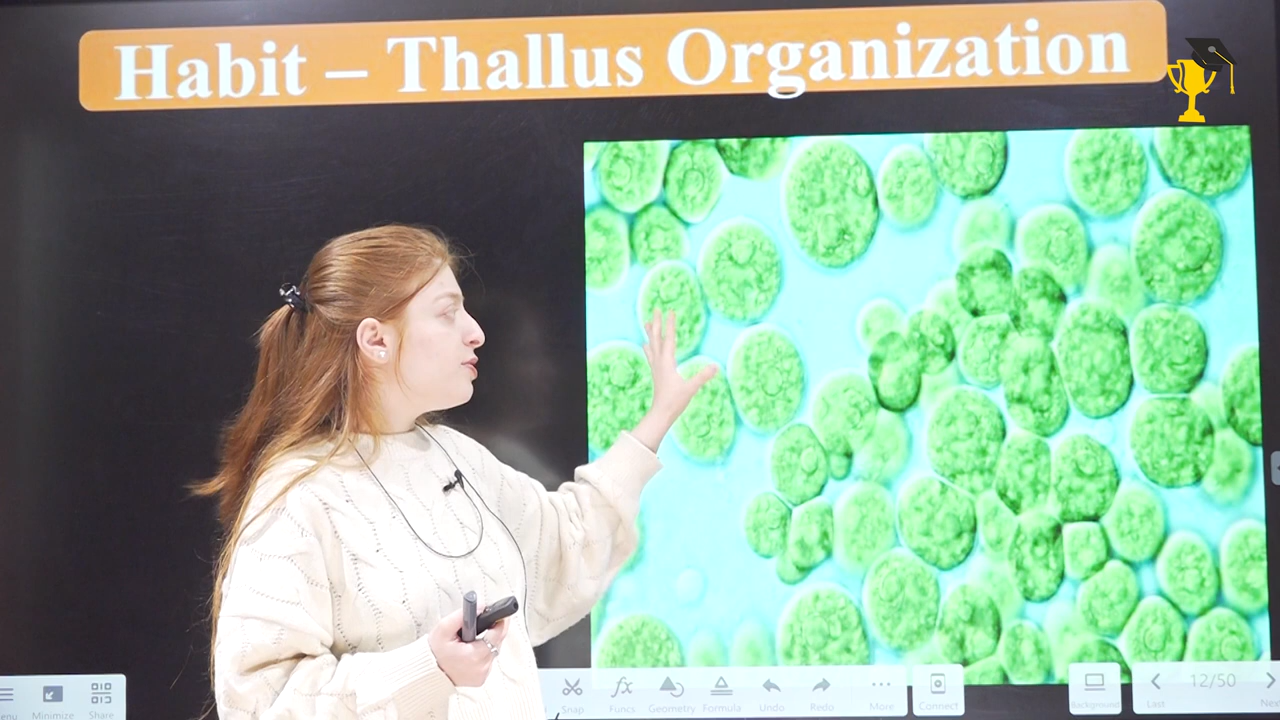 Habit – Thallus Organization
Minimize
Share
Snap
Funcs
Geometry
Formula
Undo
Redo
More
Connect
Background
12/50
Last